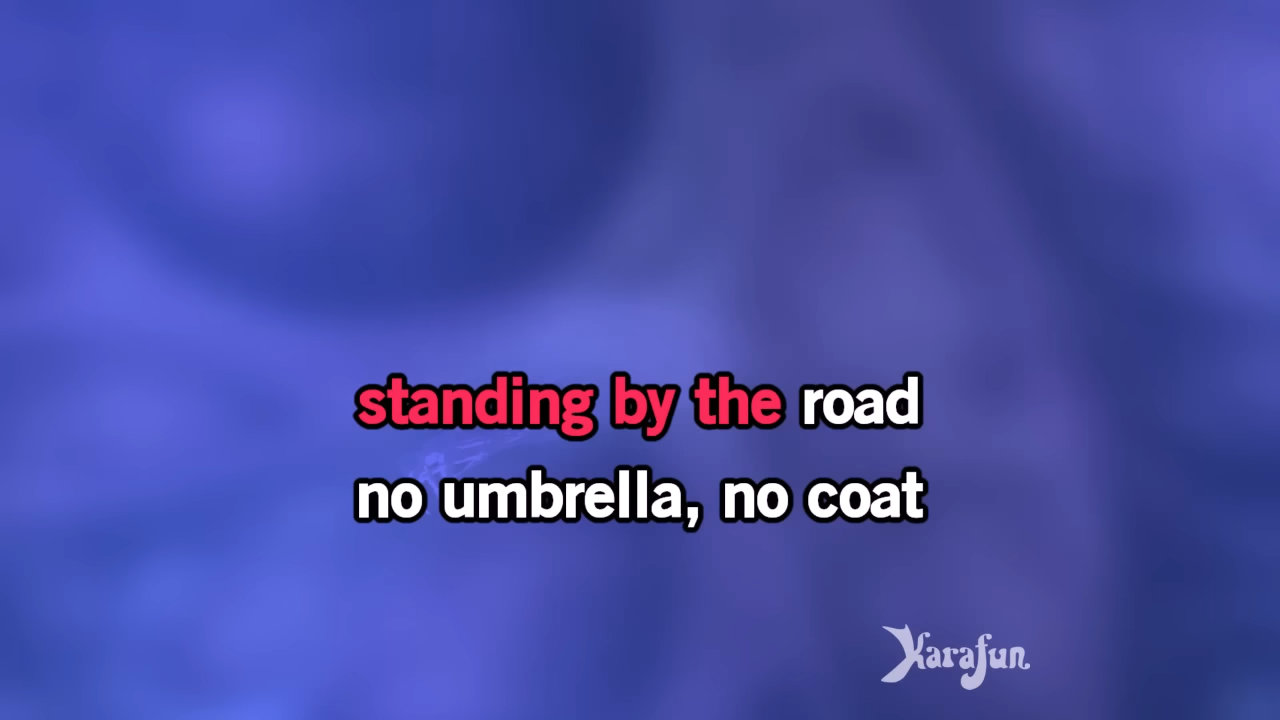 standing by the road
no umbrella, no coat
Karafun